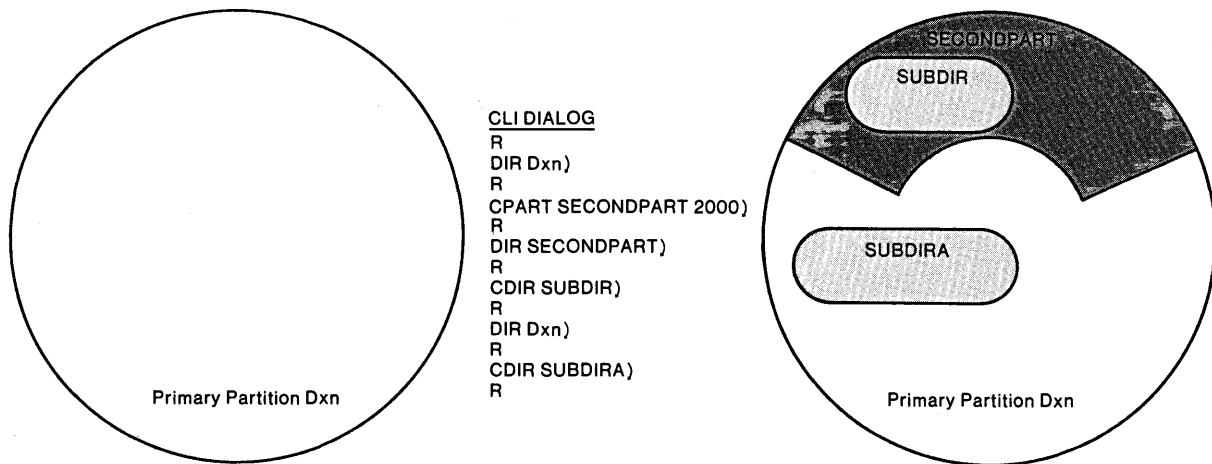 Primary Partition Dxn
CLI DIALOG
R
DIR Dxn)
R
CPART SECONDPART 2000)
R
DIR SECONDPART)
R
CDIR SUBDIR)
R
DIR Dxn)
R
CDIR SUBDIRA)
R
SECONDPART
SUBDIR
SUBDIRA
Primary Partition Dxn